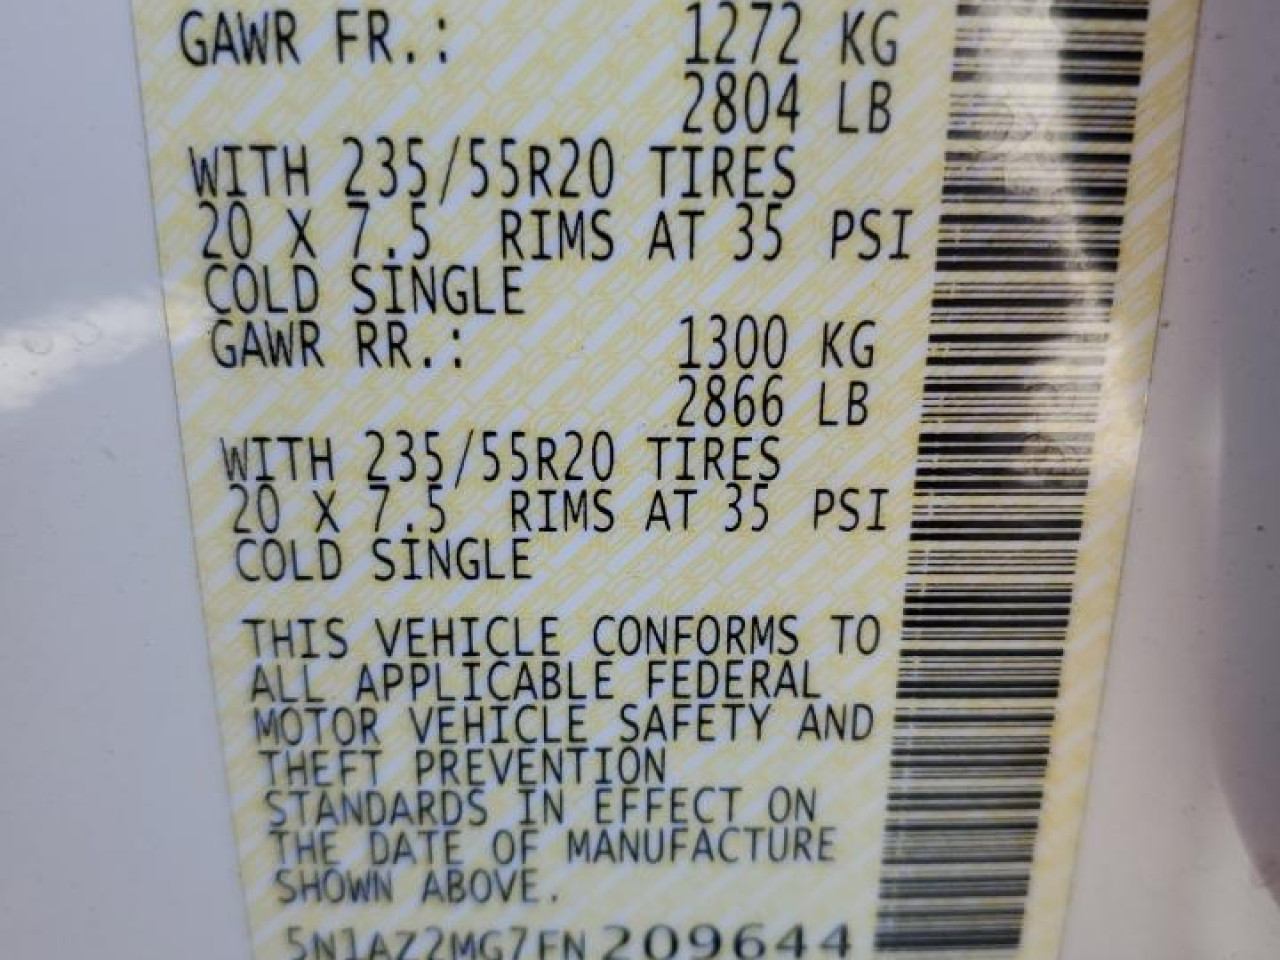 GAWR FR.: 1272 KG
2804 LB
WITH 235/55R20 TIRES
20 X 7.5 RIMS AT 35 PSI
COLD SINGLE
GAWR RR.: 1300 KG
2866 LB
WITH 235/55R20 TIRES
20 X 7.5 RIMS AT 35 PSI
COLD SINGLE
THIS VEHICLE CONFORMS TO
ALL APPLICABLE FEDERAL
MOTOR VEHICLE SAFETY AND
THEFT PREVENTION
STANDARDS IN EFFECT ON
THE DATE OF MANUFACTURE
SHOWN ABOVE.
5N1AZ2MG7FN209644